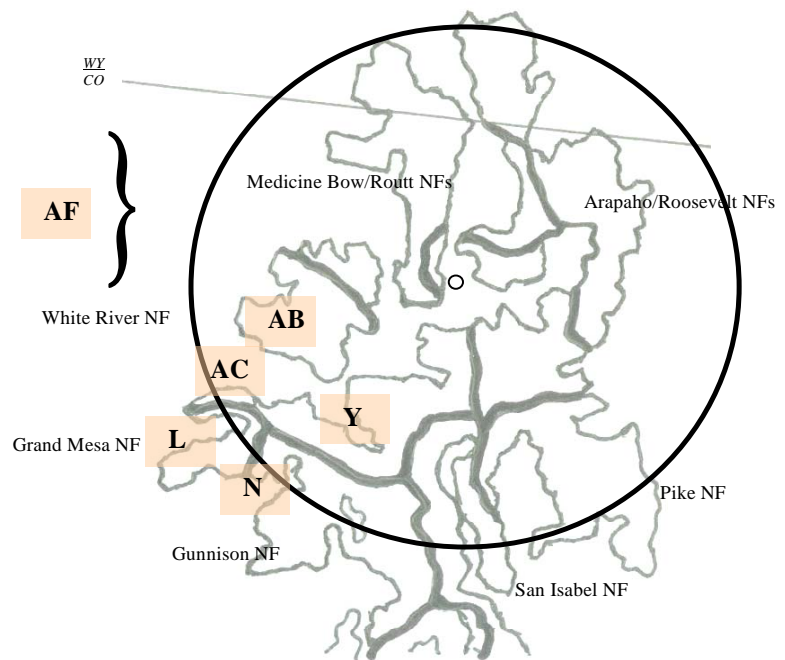 WY
CO
Medicine Bow/Routt NFs
Arapaho/Roosevelt NFs
AF
White River NF
AB
AC
Y
L
Grand Mesa NF
N
Pike NF
Gunnison NF
San Isabel NF